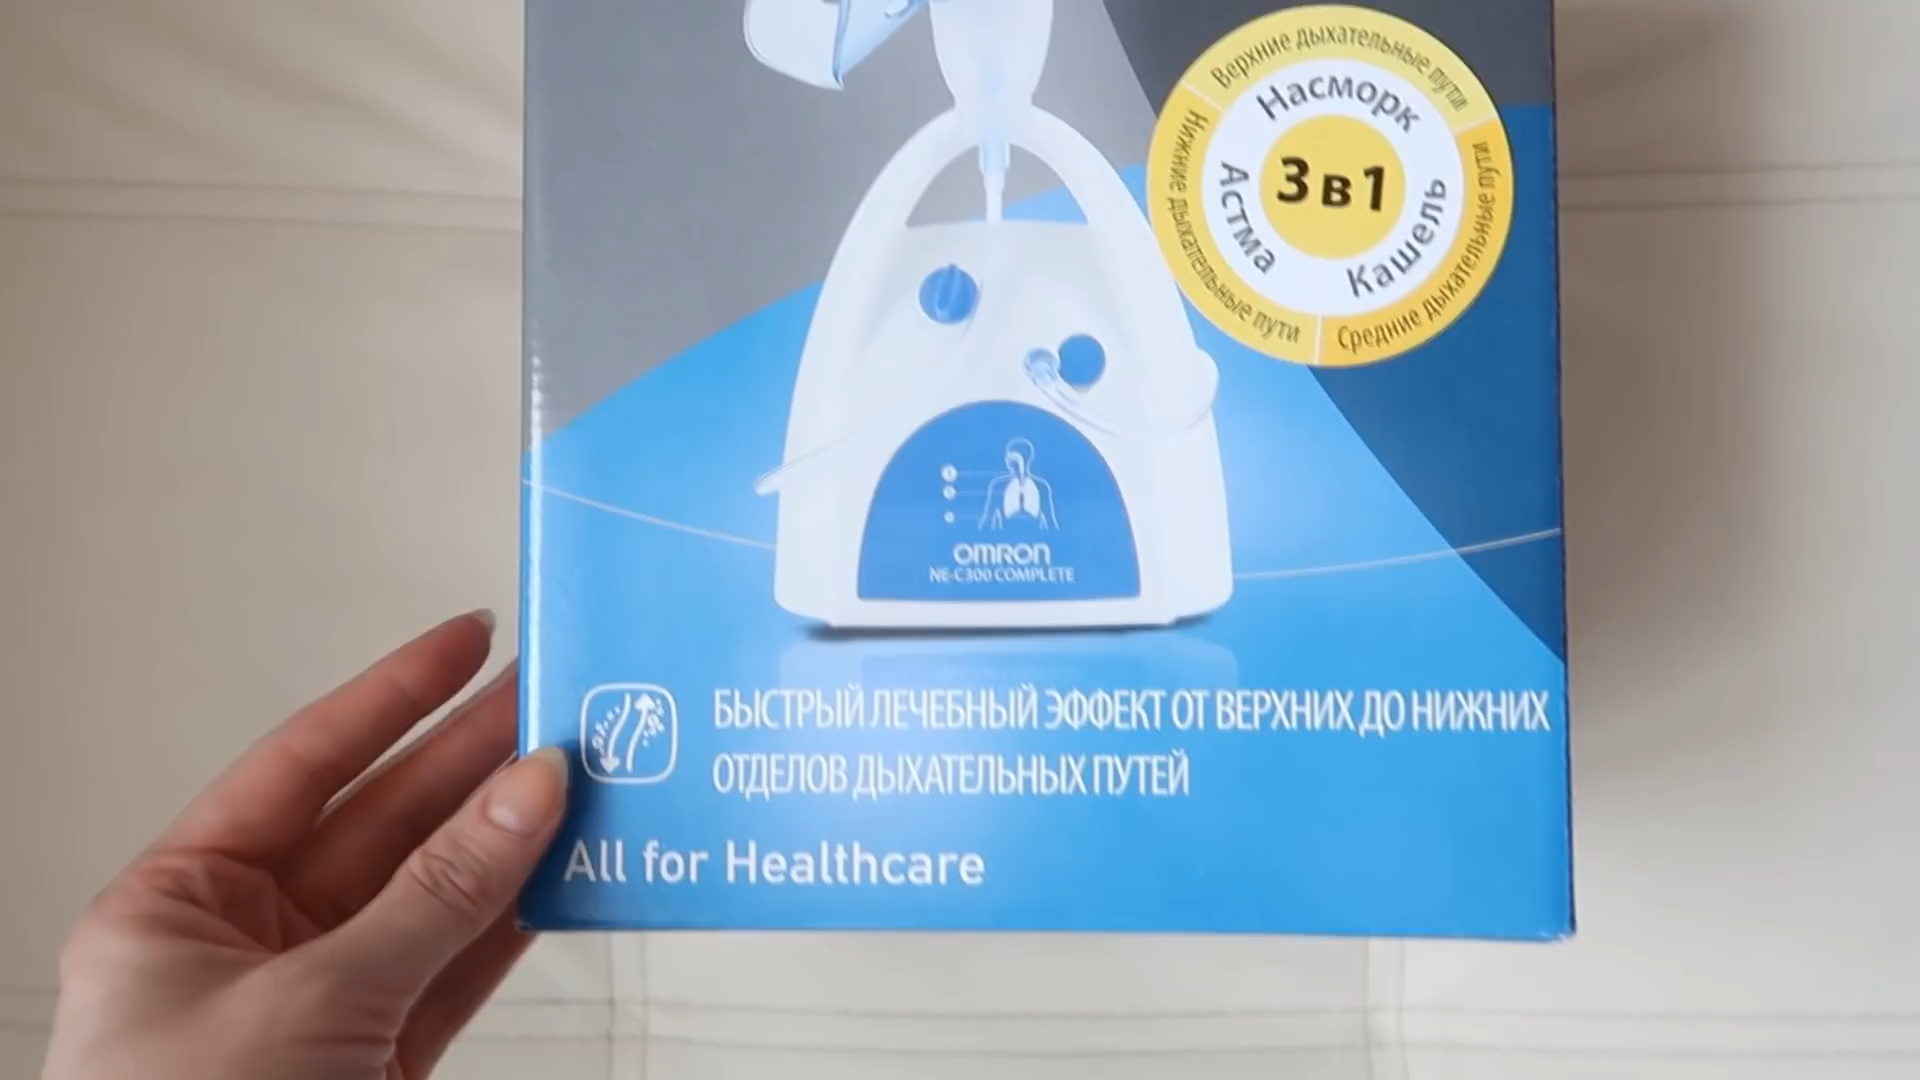 Верхние дыхательные пути
Насморк
Нижние дыхательные пути
Астма
3 в 1
Кашель
Средние дыхательные пути
OMRON
NE-C300 COMPLETE
БЫСТРЫЙ ЛЕЧЕБНЫЙ ЭФФЕКТ ОТ ВЕРХНИХ ДО НИЖНИХ
ОТДЕЛОВ ДЫХАТЕЛЬНЫХ ПУТЕЙ
All for Healthcare